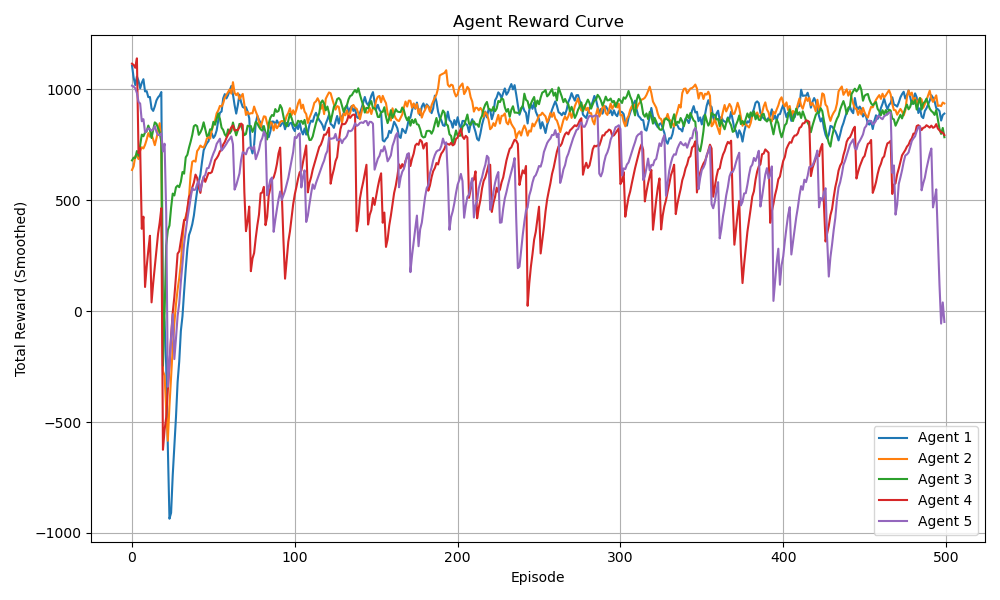 Agent Reward Curve
Total Reward (Smoothed)
1000
500
0
−500
−1000
0
100
200
300
400
500
Episode
Agent 1
Agent 2
Agent 3
Agent 4
Agent 5